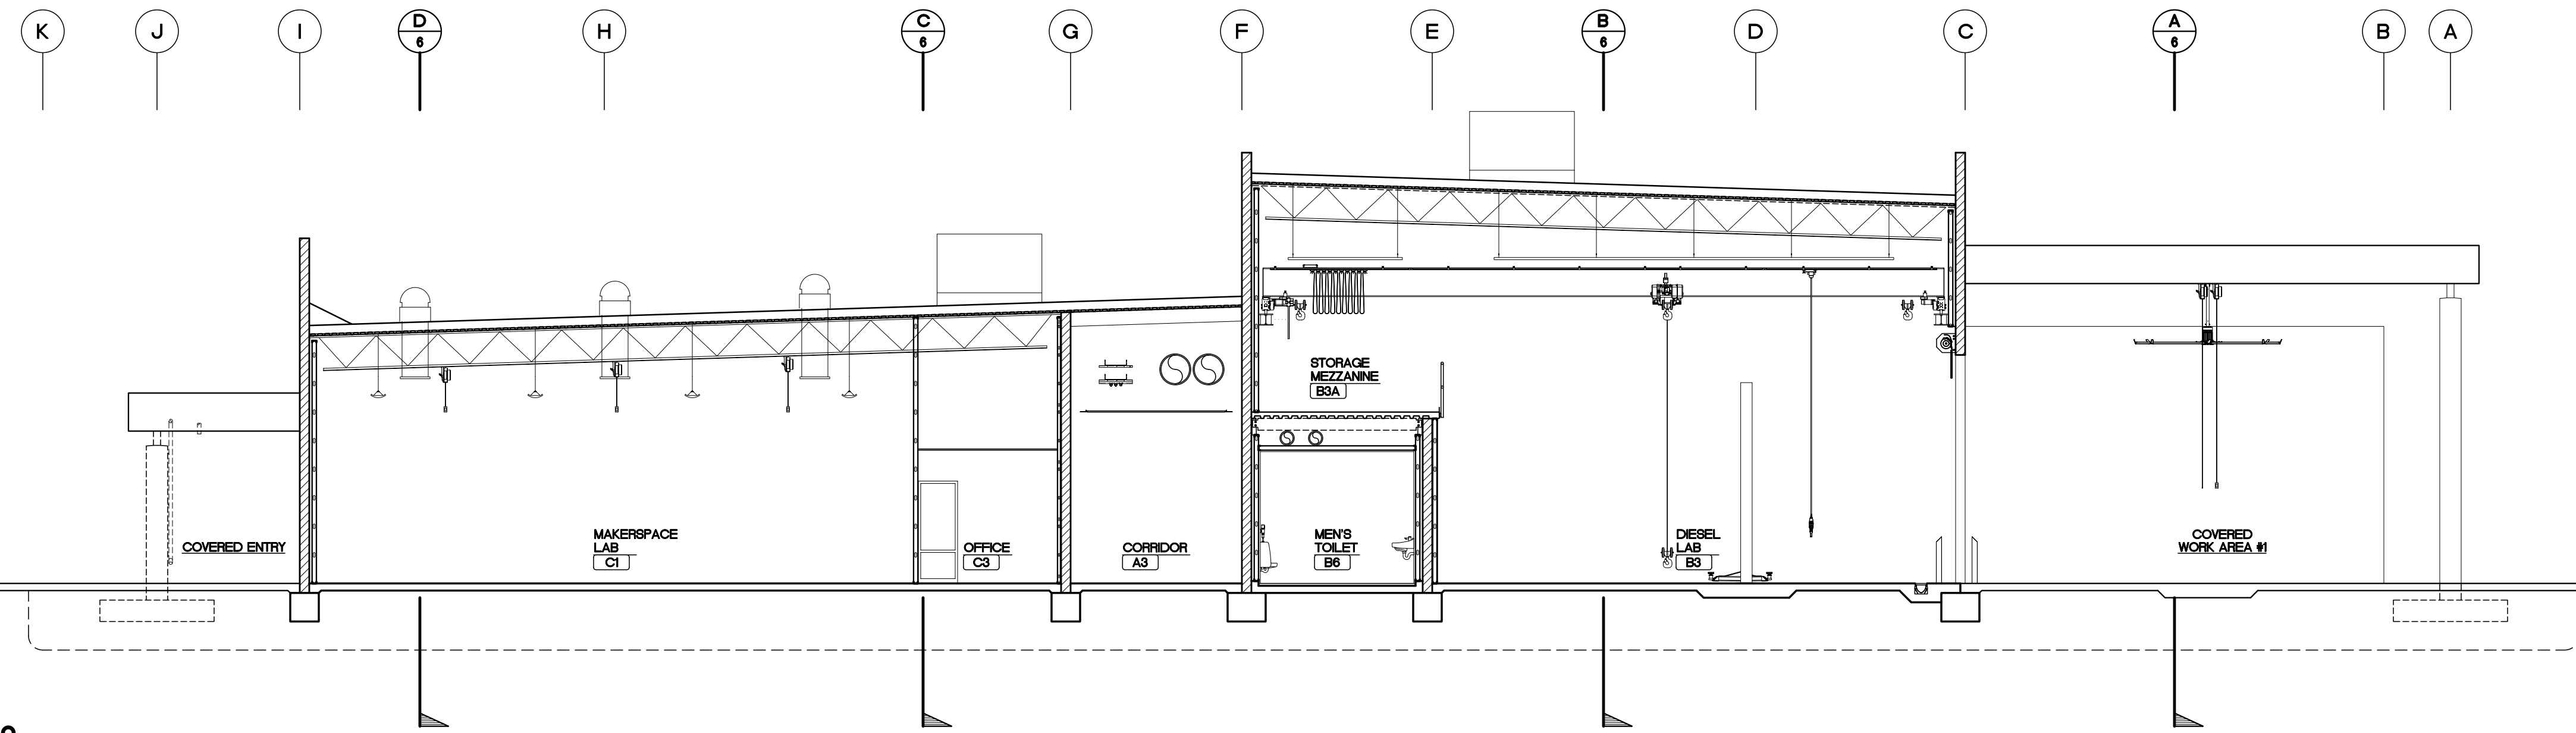 K
J
I
D
6
H
C
6
G
F
E
B
6
D
C
A
6
B
A
STORAGE
MEZZANINE
B3A
COVERED ENTRY
MAKERSPACE
LAB
C1
OFFICE
C3
CORRIDOR
A3
MEN'S
TOILET
B6
DIESEL
LAB
B3
COVERED
WORK AREA #1